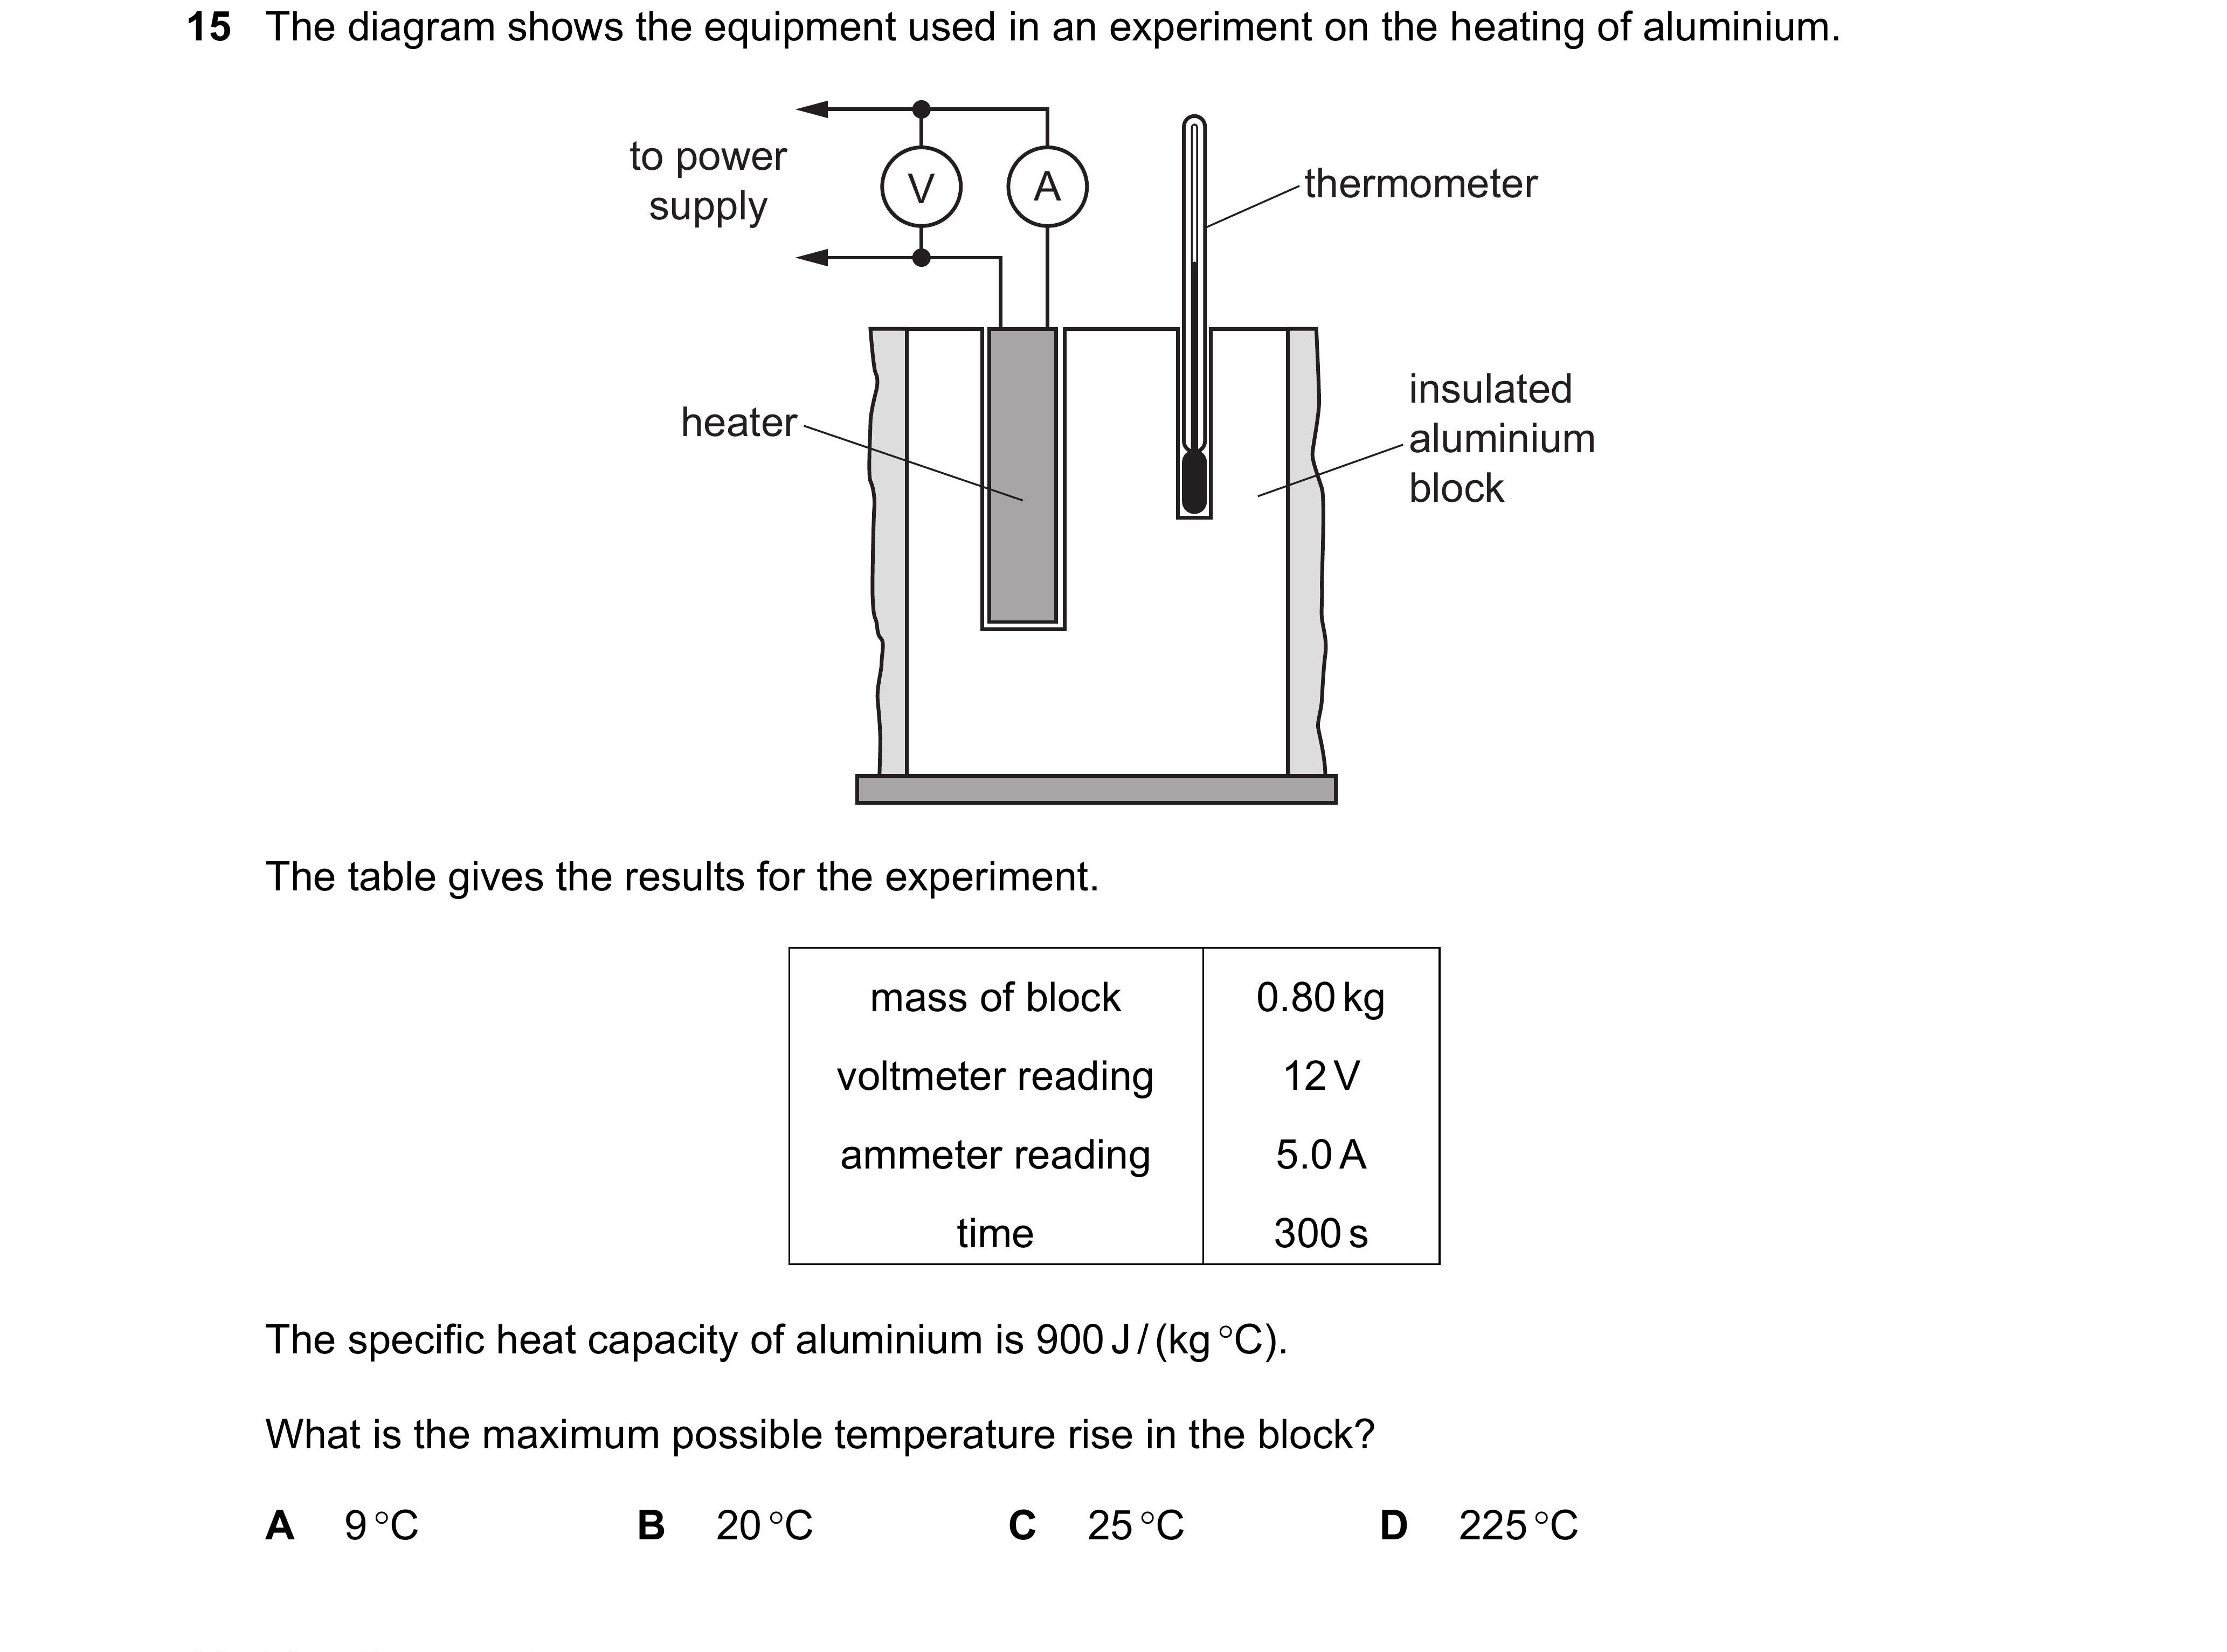 15 The diagram shows the equipment used in an experiment on the heating of aluminium.
to power
supply
V
A
thermometer
heater
insulated
aluminium
block
The table gives the results for the experiment.
mass of block 0.80 kg
voltmeter reading 12 V
ammeter reading 5.0 A
time 300 s
The specific heat capacity of aluminium is 900 J / (kg °C).
What is the maximum possible temperature rise in the block?
A 9 °C B 20 °C C 25 °C D 225 °C